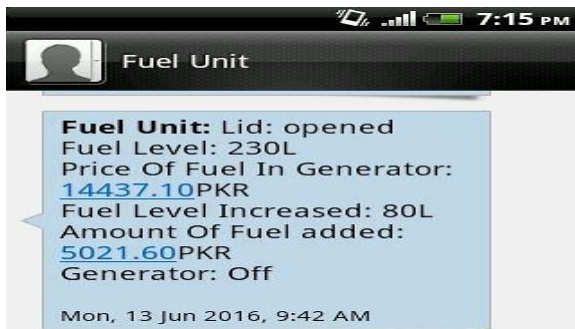 7:15 PM
Fuel Unit
Fuel Unit: Lid: opened
Fuel Level: 230L
Price Of Fuel In Generator:
14437.10PKR
Fuel Level Increased: 80L
Amount Of Fuel added:
5021.60PKR
Generator: Off
Mon, 13 Jun 2016, 9:42 AM